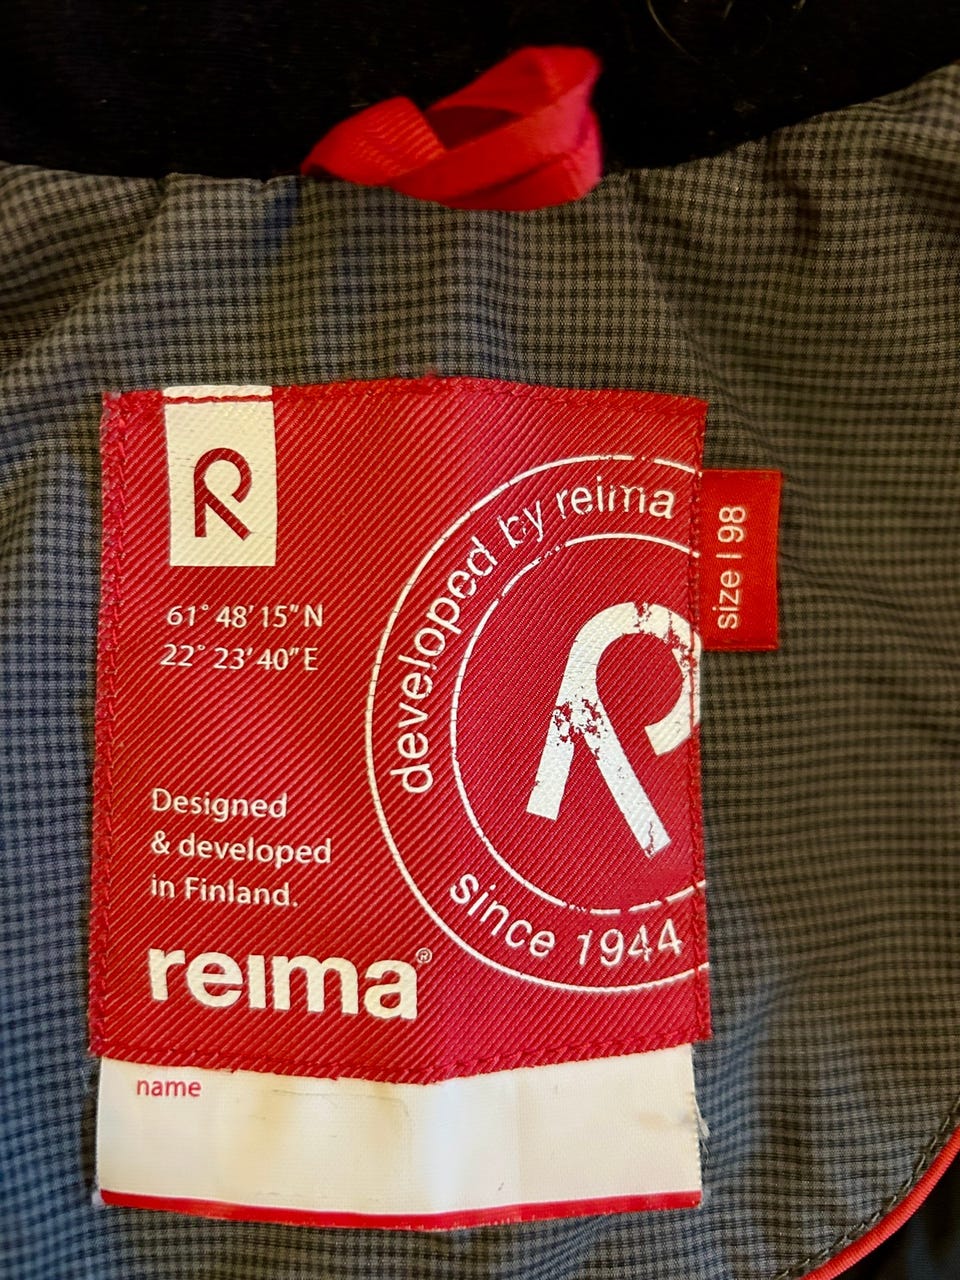 R
61° 48' 15" N
22° 23' 40" E
developed by reima
R
since 1944
size | 98
Designed
& developed
in Finland.
reima®
name